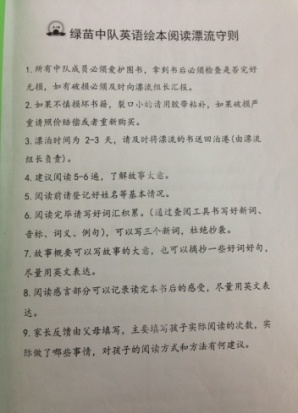 绿苗中队英语绘本阅读漂流守则
1.所有中队成员必须爱护图书，拿到书后必须检查是否完好
无损，如有破损必须及时向漂流组长汇报。
2.如果不慎损坏书籍，裂口小的请用胶带粘补，如果破损严
重请照价赔偿或者重新购买。
3.漂泊时间为 2-3 天，请及时将漂流的书送回泊港(由漂流
组长负责)。
4.建议阅读5-6遍，了解故事大意。
5.阅读前请登记好姓名等基本情况。
6.阅读完毕请写好词汇积累。（通过查阅工具书写好新词、
音标、词义、例句），可以写三个新词，杜绝抄袭。
7.故事概要可以写故事的大意，也可以摘抄一些好词好句，
尽量用英文表达。
8.阅读感言部分可以记录读完本书后的感受，尽量用英文表
达。
9.家长反馈由父母填写，主要填写孩子实际阅读的次数，实
际做了哪些事情，对孩子的阅读方式和方法有何建议。